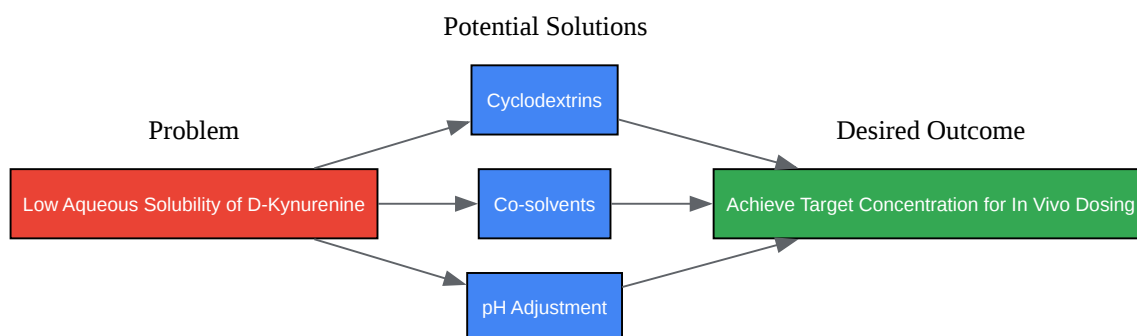 Potential Solutions
Cyclodextrins
Problem
Desired Outcome
Low Aqueous Solubility of D-Kynurenine
Co-solvents
Achieve Target Concentration for In Vivo Dosing
pH Adjustment